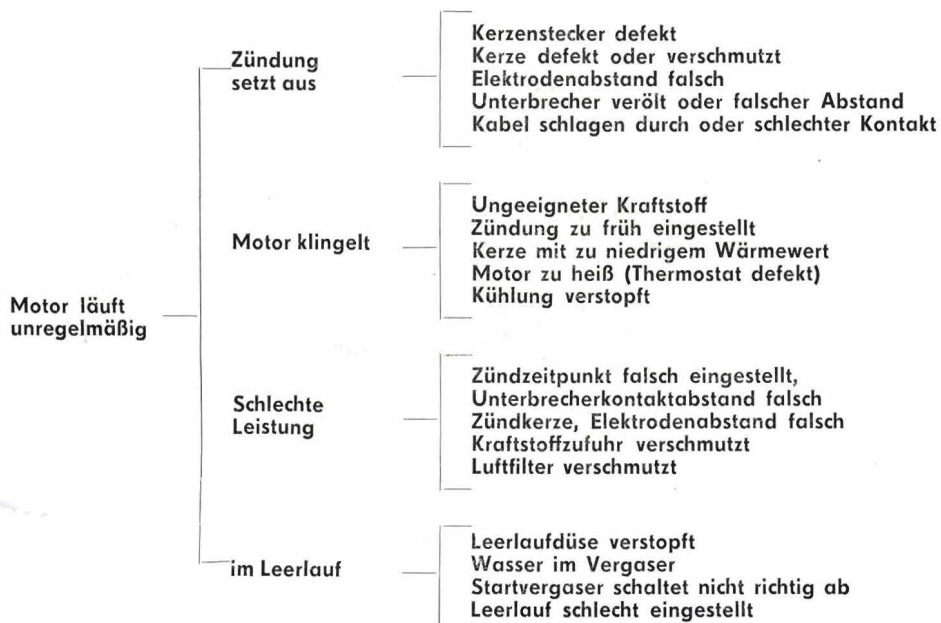 Motor läuft
unregelmäßig
Zündung
setzt aus
Kerzenstecker defekt
Kerze defekt oder verschmutzt
Elektrodenabstand falsch
Unterbrecher verölt oder falscher Abstand
Kabel schlagen durch oder schlechter Kontakt
Motor klingelt
Ungeeigneter Kraftstoff
Zündung zu früh eingestellt
Kerze mit zu niedrigem Wärmewert
Motor zu heiß (Thermostat defekt)
Kühlung verstopft
Schlechte
Leistung
Zündzeitpunkt falsch eingestellt,
Unterbrecherkontaktabstand falsch
Zündkerze, Elektrodenabstand falsch
Kraftstoffzufuhr verschmutzt
Luftfilter verschmutzt
im Leerlauf
Leerlaufdüse verstopft
Wasser im Vergaser
Startvergaser schaltet nicht richtig ab
Leerlauf schlecht eingestellt